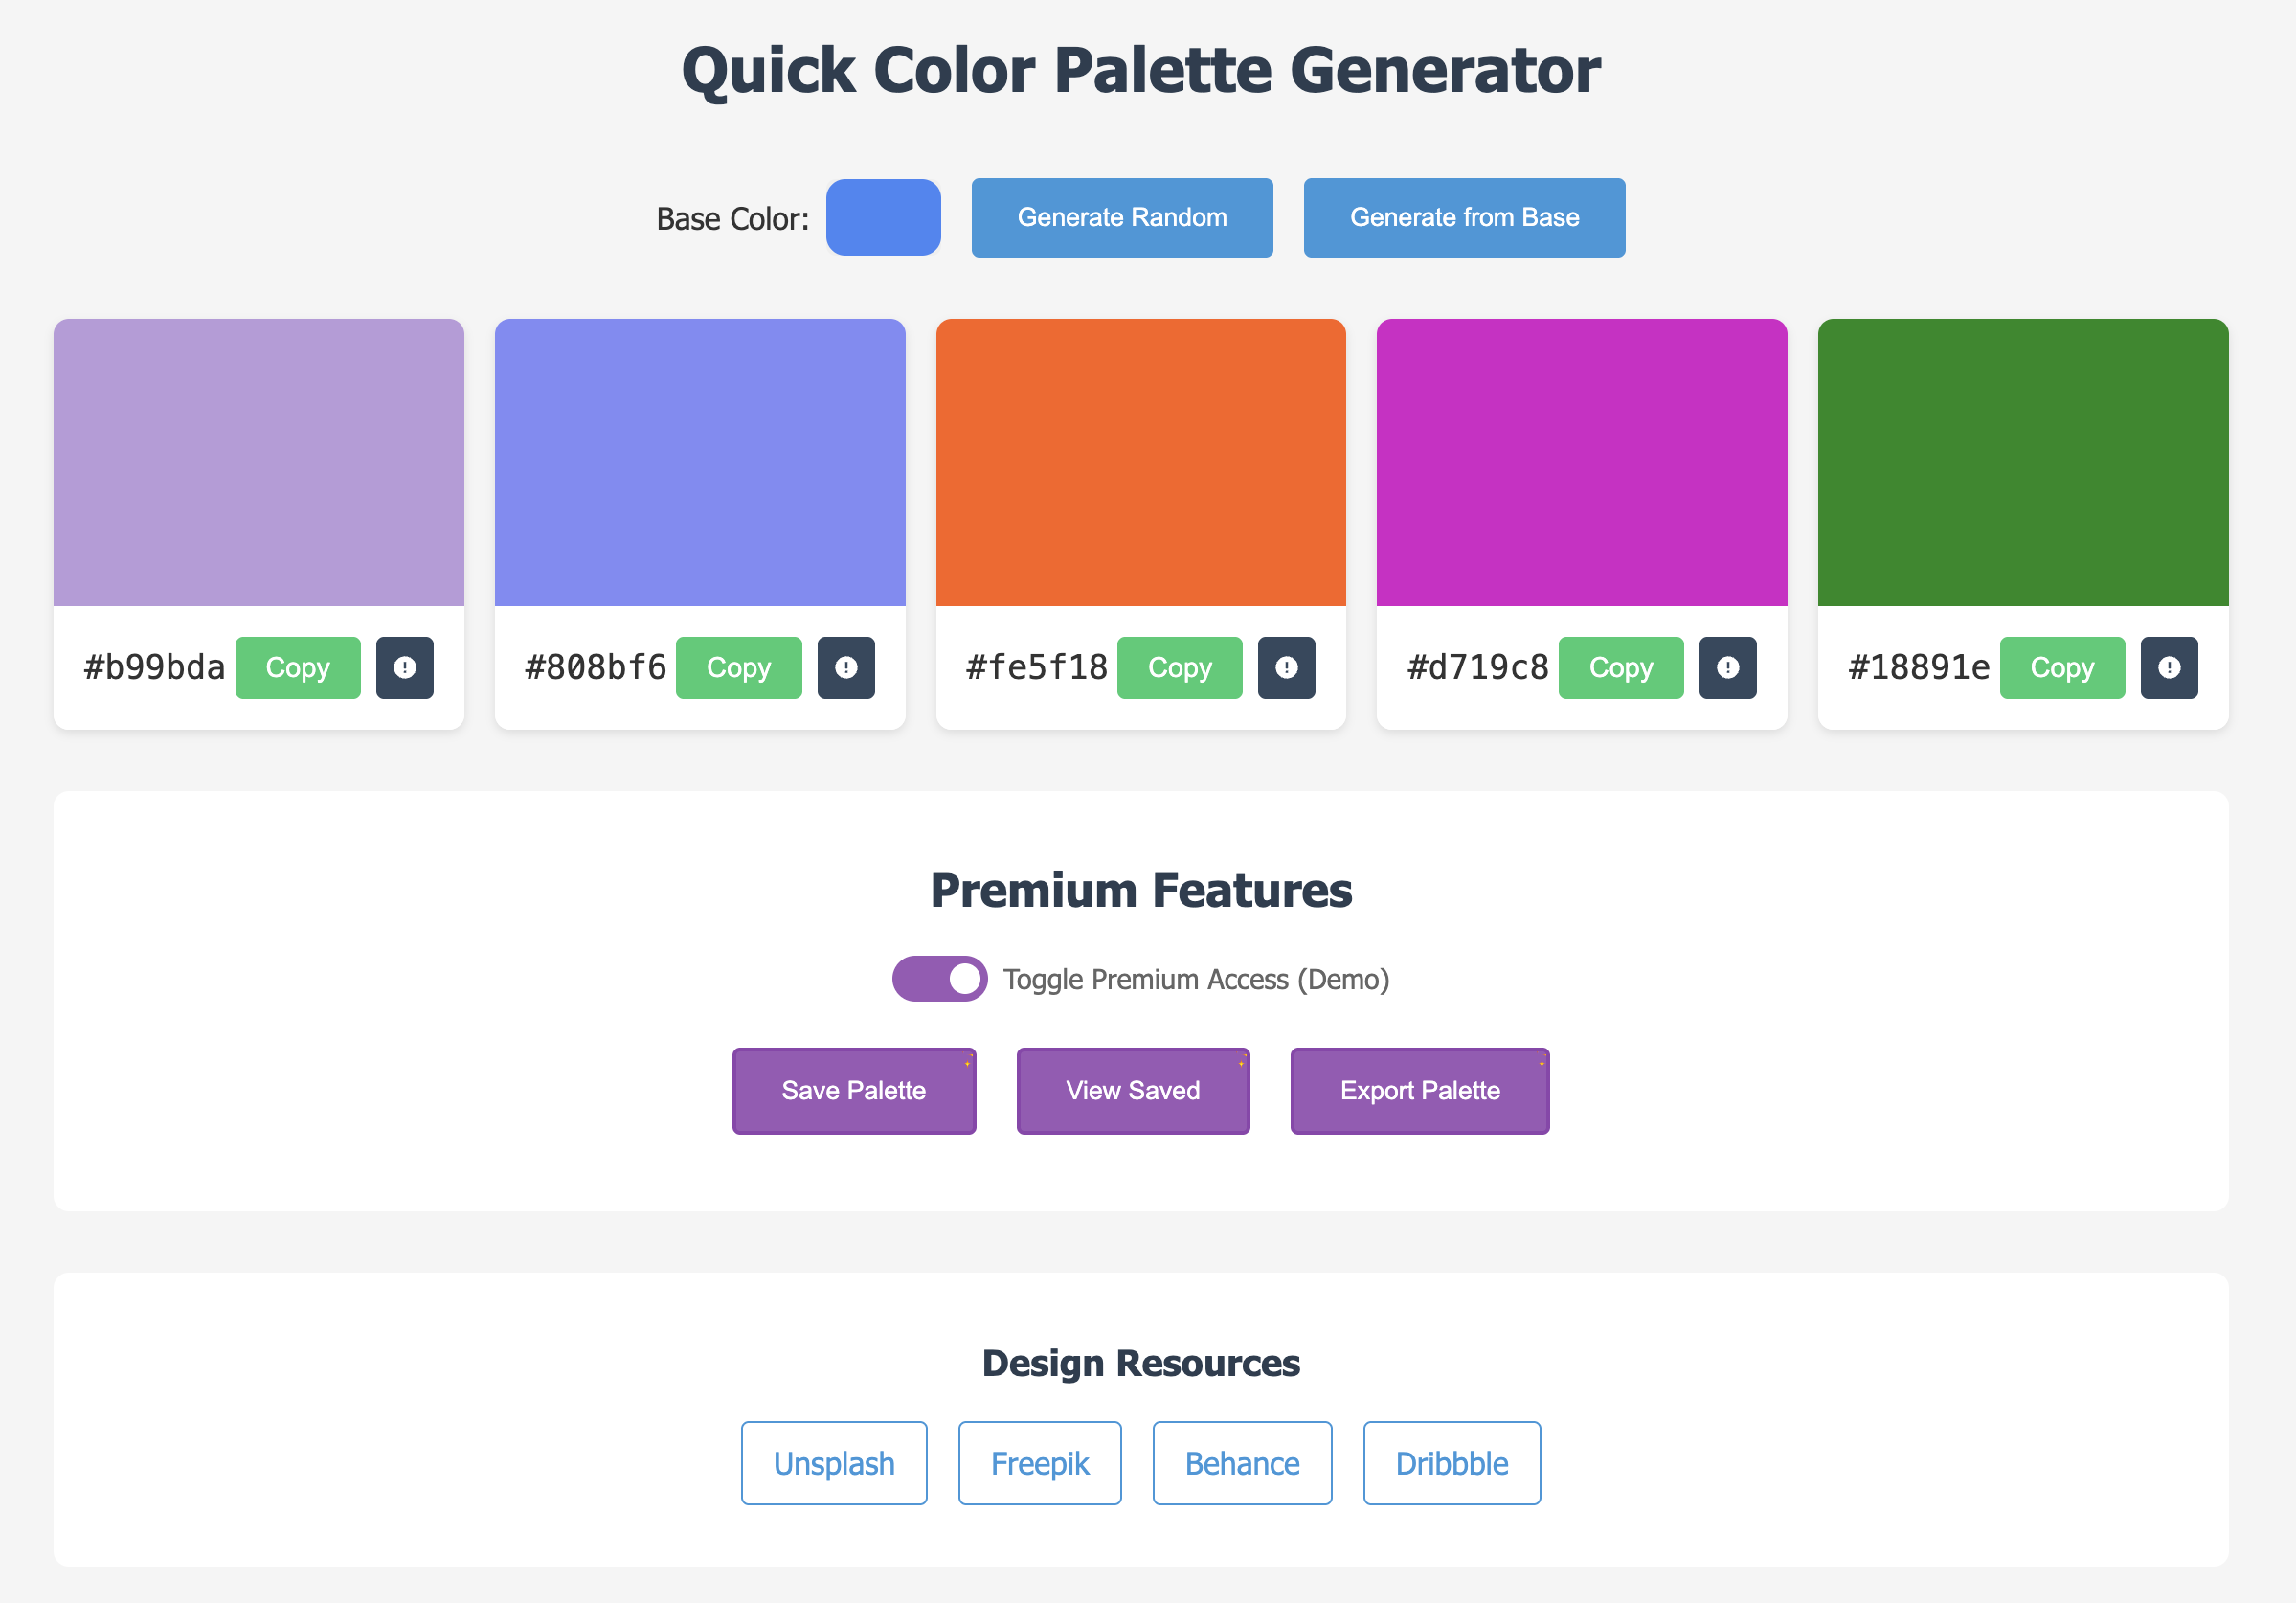 Quick Color Palette Generator
Base Color:
Generate Random
Generate from Base
#b99bda
Copy
#808bf6
Copy
#fe5f18
Copy
#d719c8
Copy
#18891e
Copy
Premium Features
Toggle Premium Access (Demo)
Save Palette
View Saved
Export Palette
Design Resources
Unsplash
Freepik
Behance
Dribbble